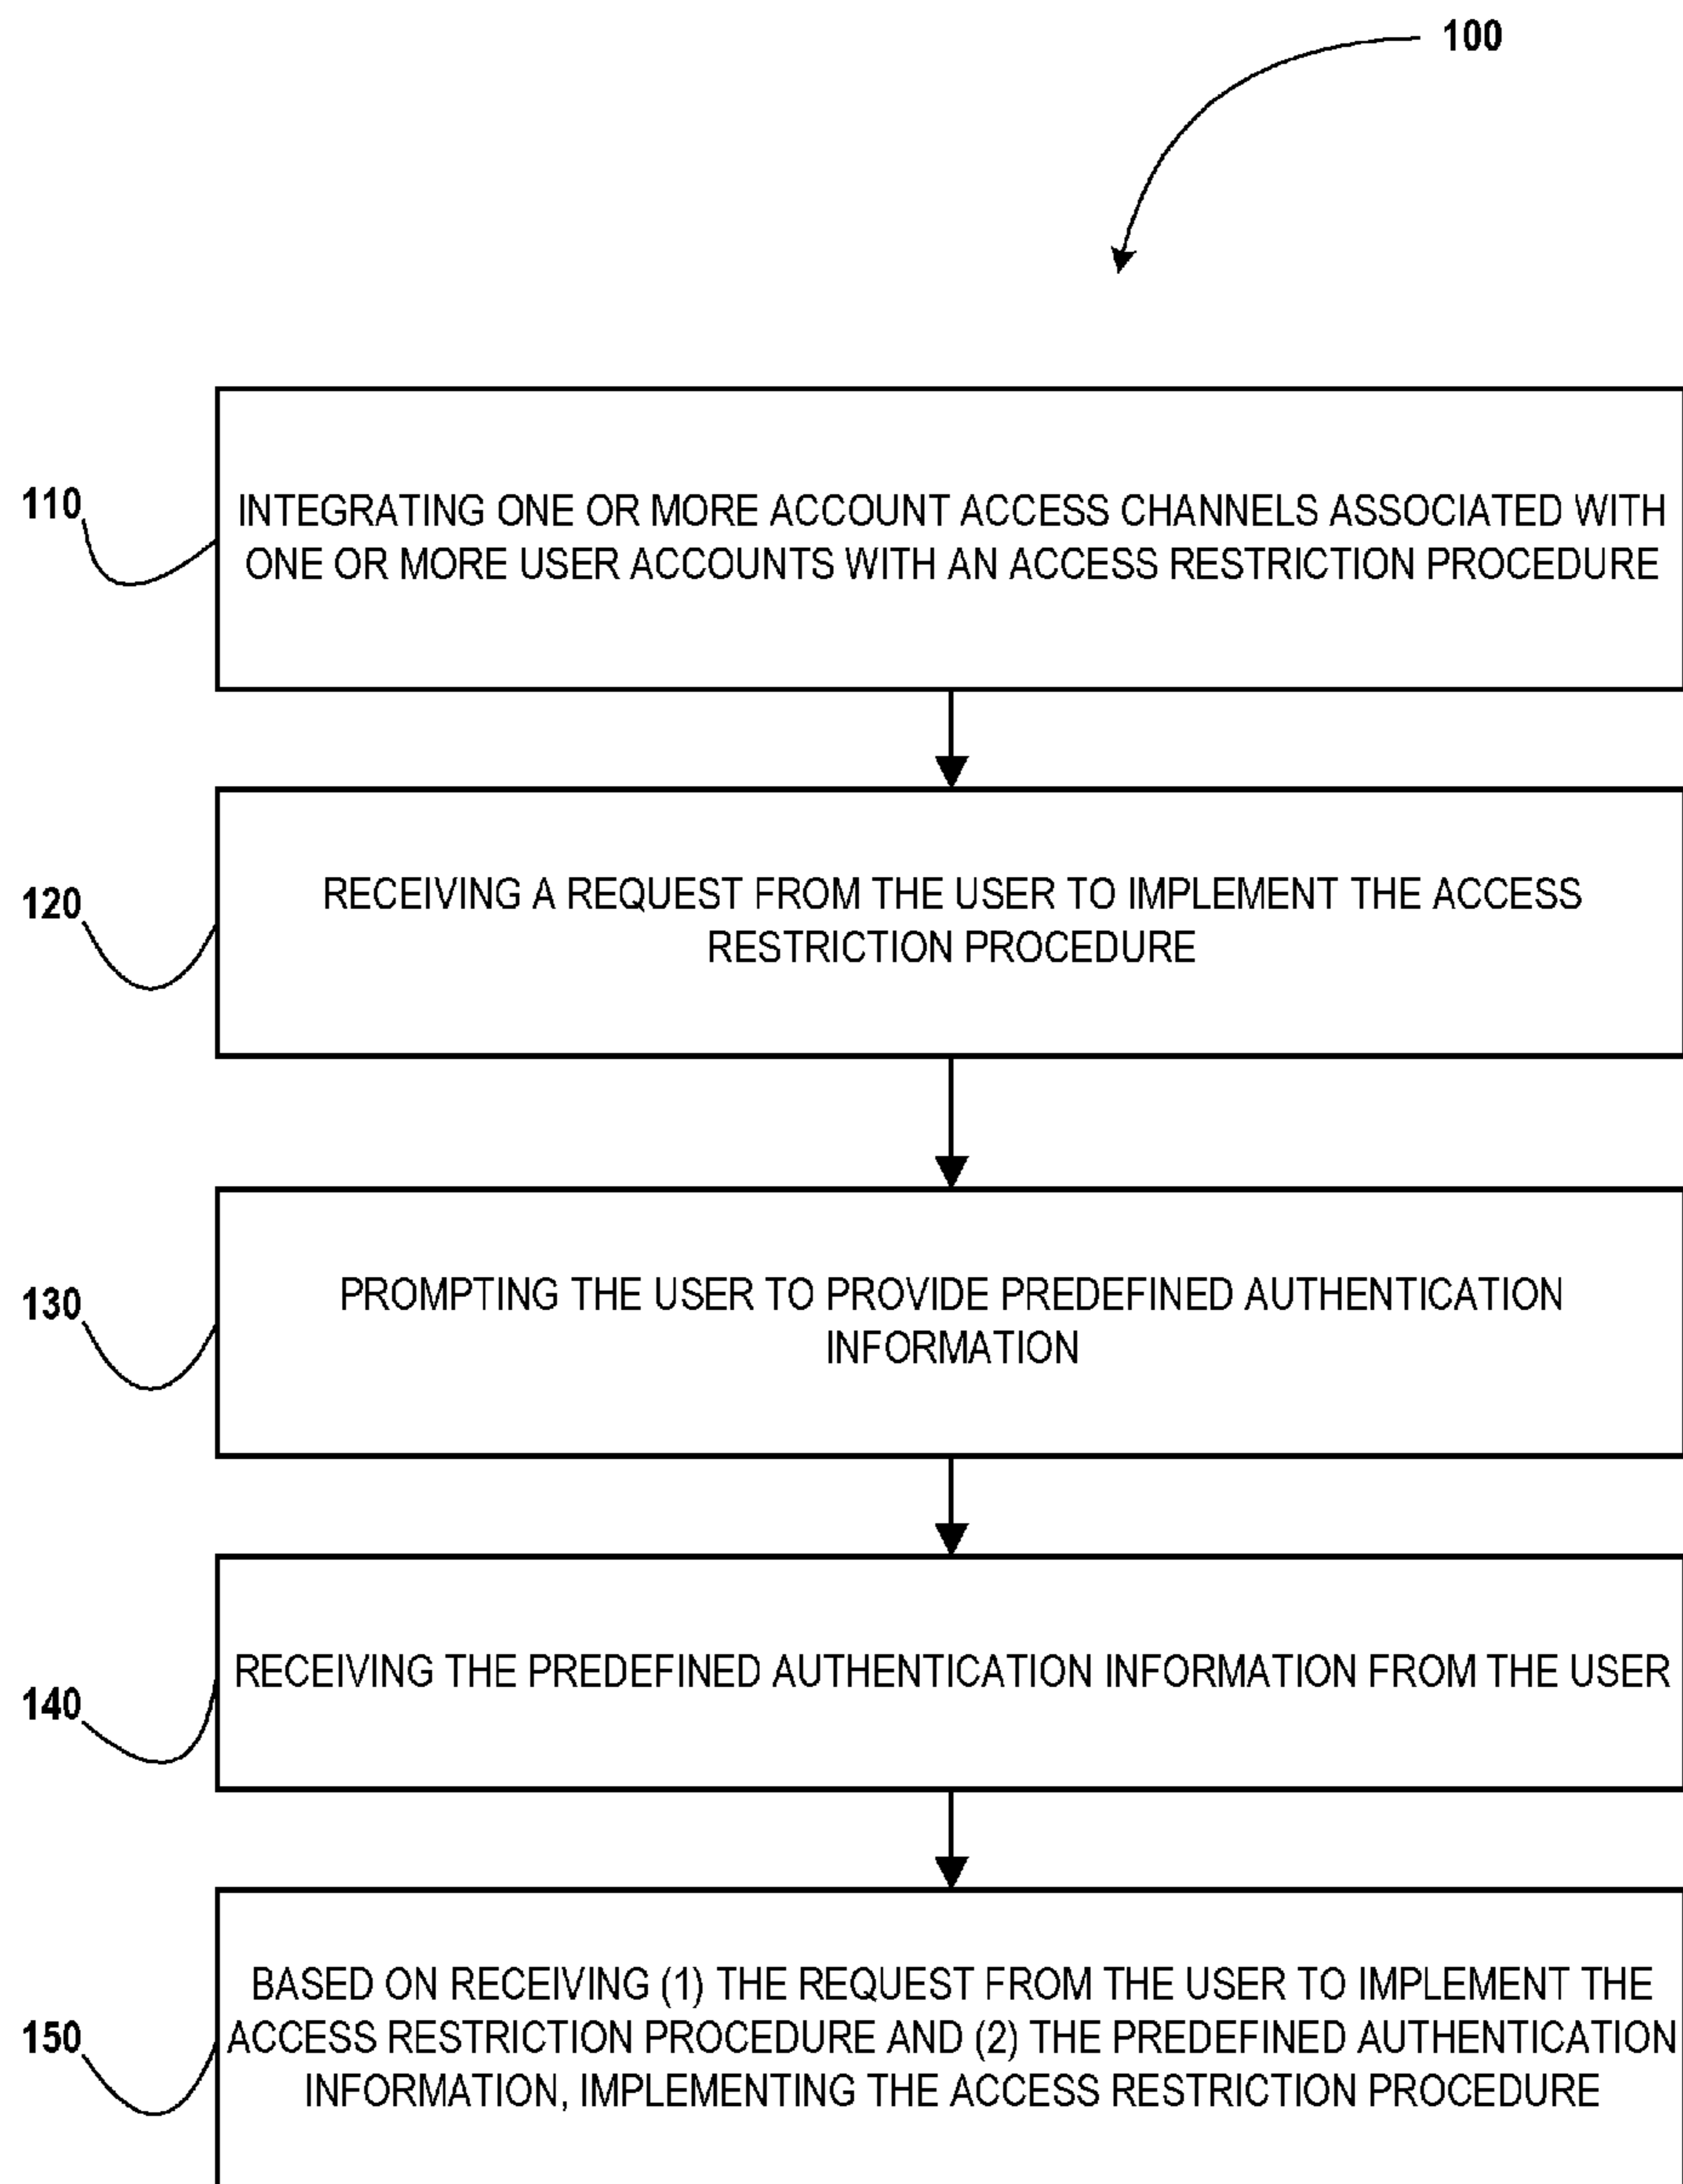 100
110
INTEGRATING ONE OR MORE ACCOUNT ACCESS CHANNELS ASSOCIATED WITH
ONE OR MORE USER ACCOUNTS WITH AN ACCESS RESTRICTION PROCEDURE
120
RECEIVING A REQUEST FROM THE USER TO IMPLEMENT THE ACCESS
RESTRICTION PROCEDURE
130
PROMPTING THE USER TO PROVIDE PREDEFINED AUTHENTICATION
INFORMATION
140
RECEIVING THE PREDEFINED AUTHENTICATION INFORMATION FROM THE USER
150
BASED ON RECEIVING (1) THE REQUEST FROM THE USER TO IMPLEMENT THE
ACCESS RESTRICTION PROCEDURE AND (2) THE PREDEFINED AUTHENTICATION
INFORMATION, IMPLEMENTING THE ACCESS RESTRICTION PROCEDURE